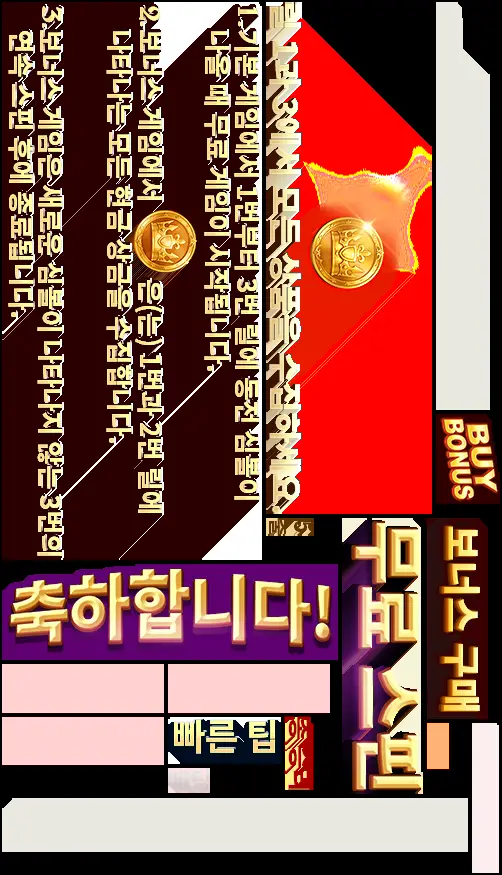 1.기본 게임에서 1번부터 3번 릴에 동전 심볼이
나올 때 무료 게임이 시작됩니다.
2.보너스 게임에서 은(는) 1번과 2번 릴에
나타나는 모든 현금 상금을 수집합니다.
3.보너스 게임은 새로운 심볼이 나타나지 않는 3번의
연속 스핀 후에 종료됩니다.
릴 1과 3에서 모든 상품을 수집하세요.
BUY
BONUS
보너스 구매
무료 스핀
축하합니다!
빠른 팁